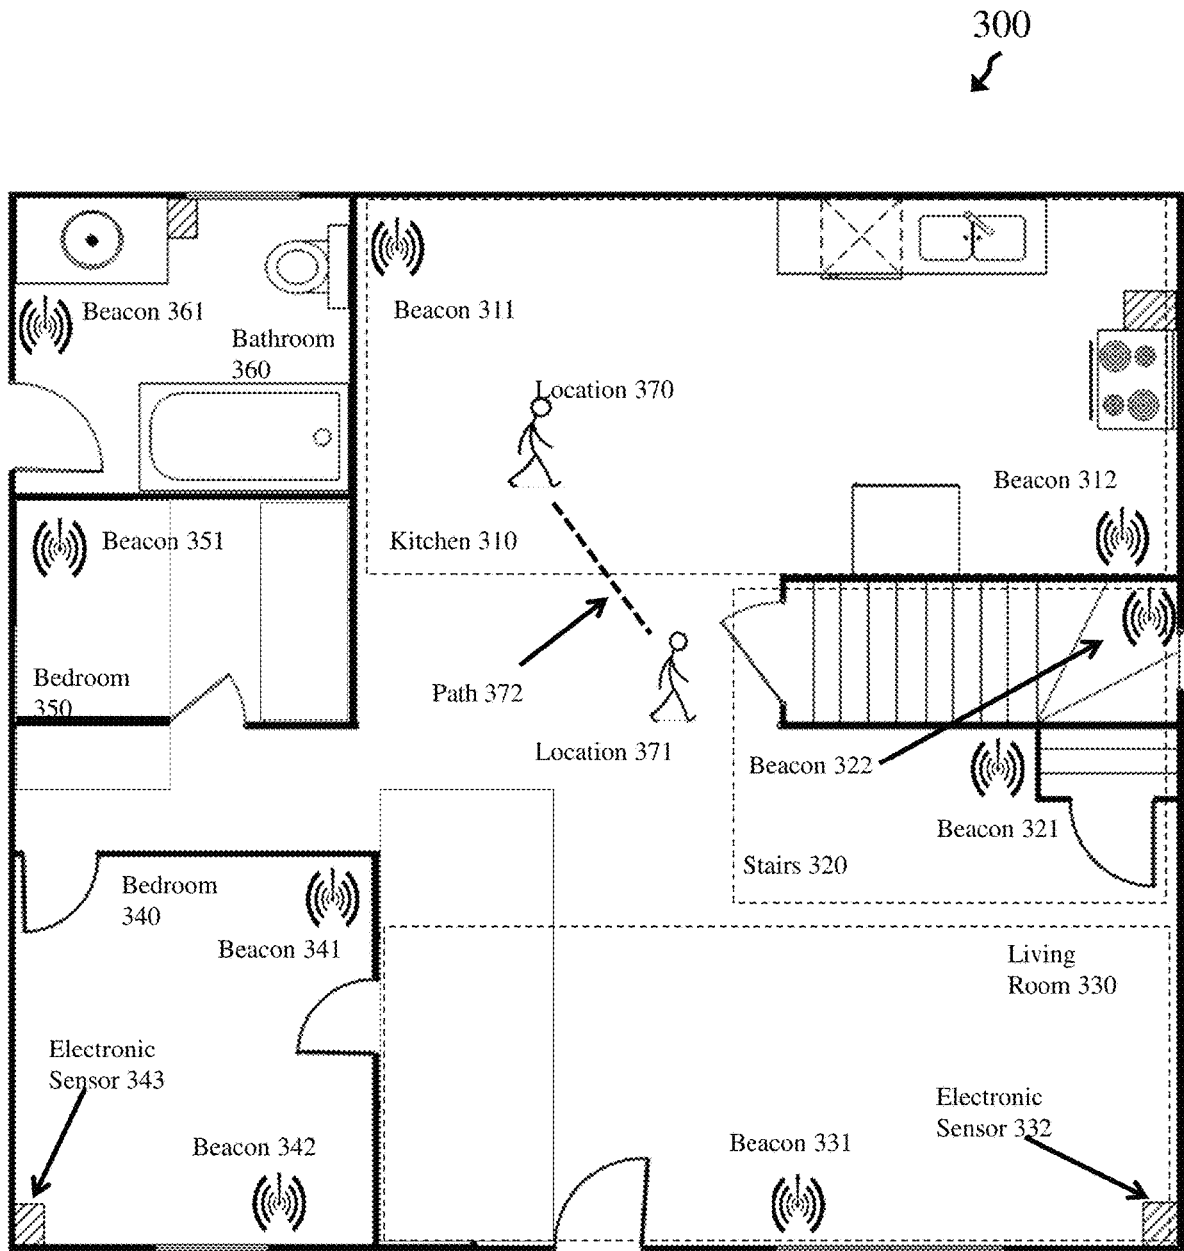 300
Beacon 361
Beacon 311
Bathroom
360
Location 370
Beacon 312
Beacon 351
Kitchen 310
Bedroom
350
Path 372
Location 371
Beacon 322
Beacon 321
Stairs 320
Bedroom
340
Beacon 341
Living
Room 330
Electronic
Sensor 343
Electronic
Sensor 332
Beacon 342
Beacon 331